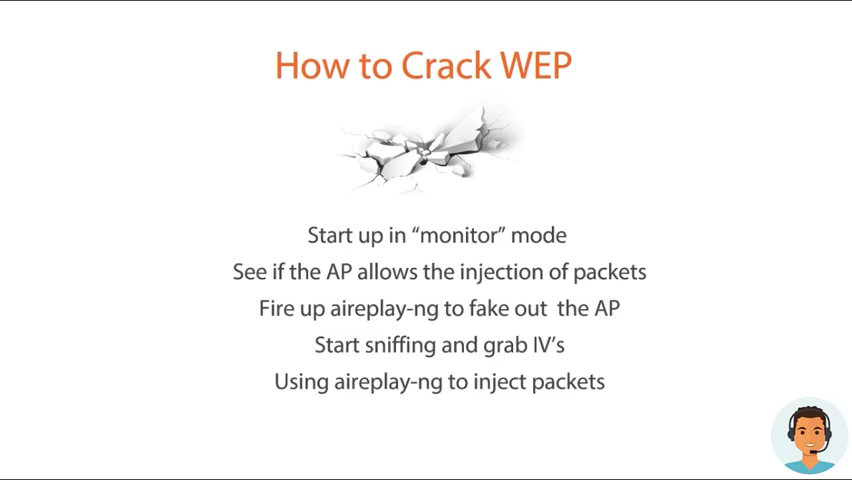 How to Crack WEP
Start up in “monitor” mode
See if the AP allows the injection of packets
Fire up aireplay-ng to fake out  the AP
Start sniffing and grab IV’s
Using aireplay-ng to inject packets